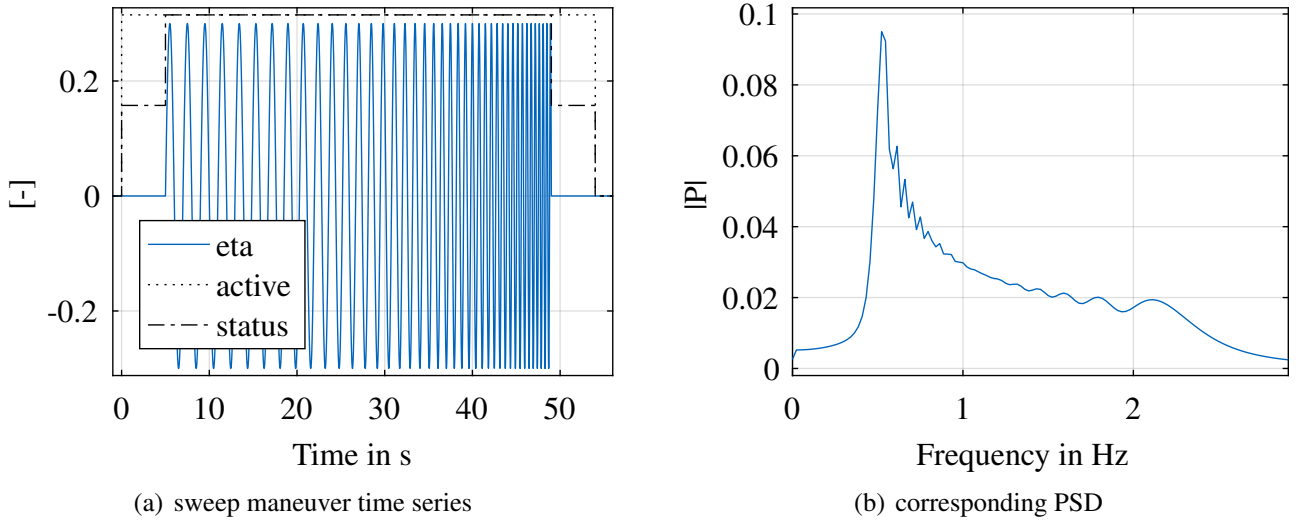 [-]
0.2
0
-0.2
eta
active
status
0 10 20 30 40 50
Time in s
(a) sweep maneuver time series
|P|
0.1
0.08
0.06
0.04
0.02
0
0 1 2
Frequency in Hz
(b) corresponding PSD